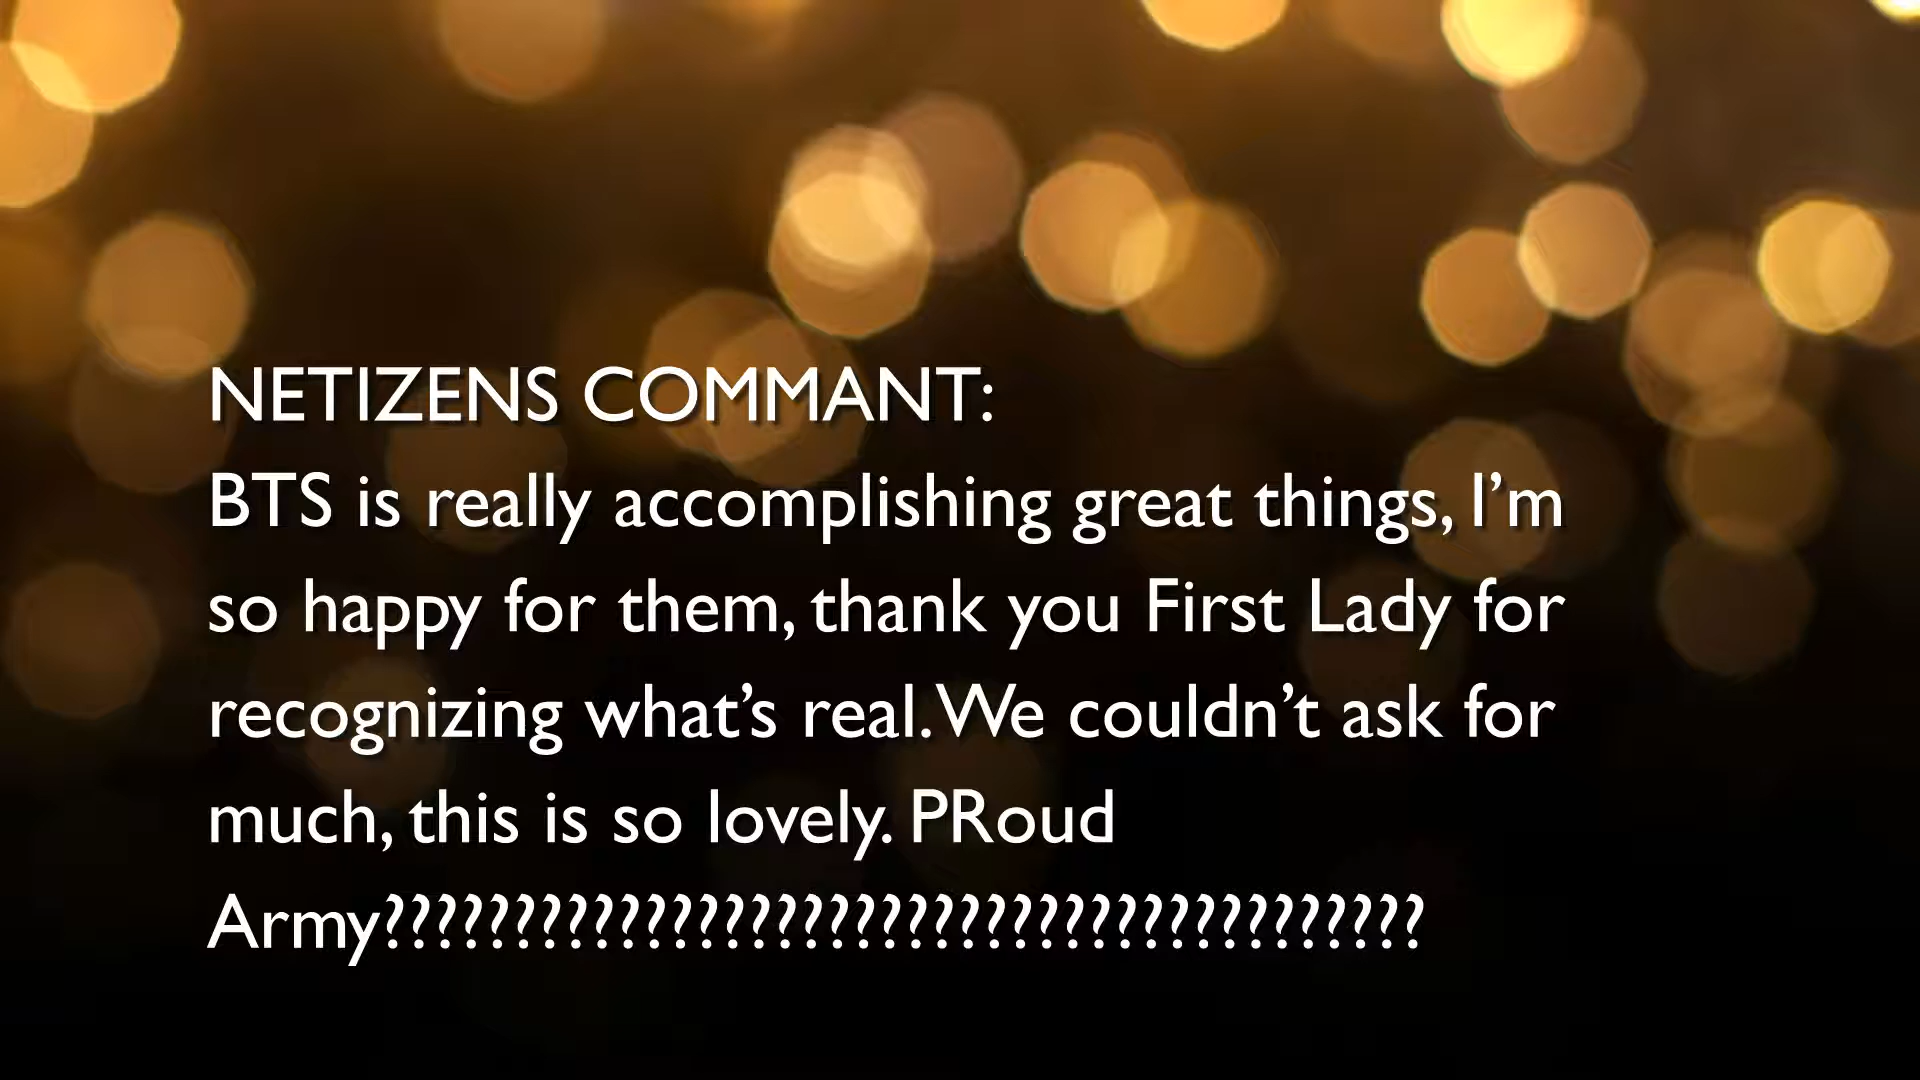 NETIZENS COMMANT:
BTS is really accomplishing great things, I’m
so happy for them, thank you First Lady for
recognizing what’s real. We couldn’t ask for
much, this is so lovely. PRoud
Army????????????????????????????????????????